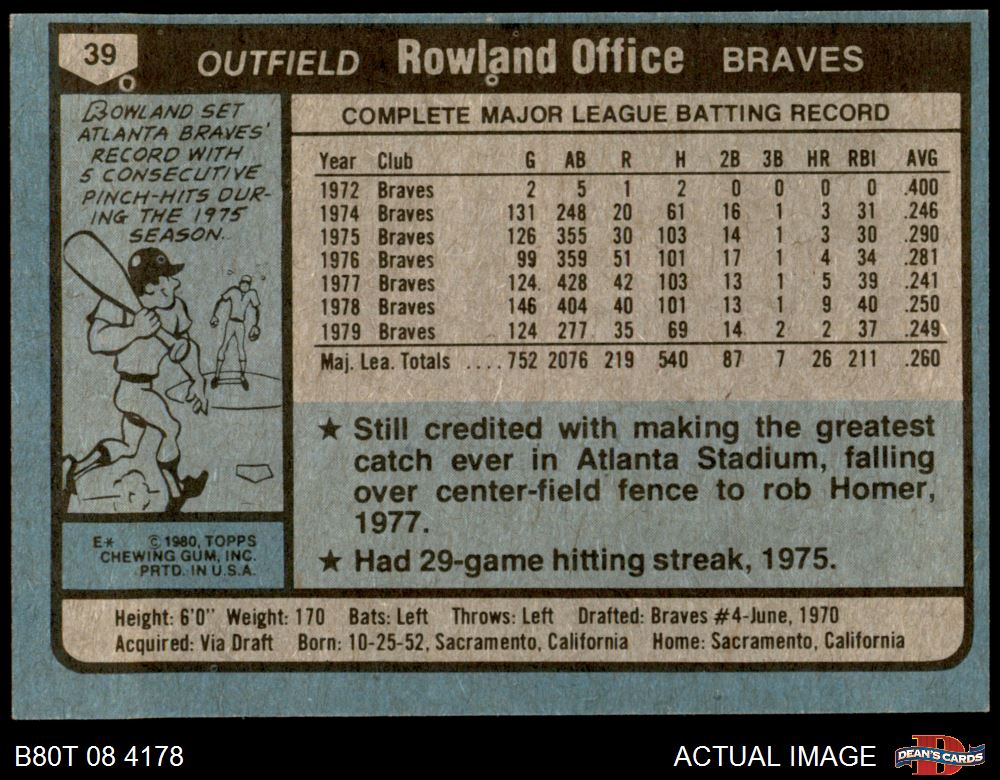 39
OUTFIELD Rowland Office BRAVES
ROWLAND SET
ATLANTA BRAVES'
RECORD WITH
5 CONSECUTIVE
PINCH-HITS DUR-
ING THE 1975
SEASON.
COMPLETE MAJOR LEAGUE BATTING RECORD
Year Club G AB R H 2B 3B HR RBI AVG
1972 Braves 2 5 1 2 0 0 0 0 .400
1974 Braves 131 248 20 61 16 1 3 31 .246
1975 Braves 126 355 30 103 14 1 3 30 .290
1976 Braves 99 359 51 101 17 1 4 34 .281
1977 Braves 124 428 42 103 13 1 5 39 .241
1978 Braves 146 404 40 101 13 1 9 40 .250
1979 Braves 124 277 35 69 14 2 2 37 .249
Maj. Lea. Totals .... 752 2076 219 540 87 7 26 211 .260
★ Still credited with making the greatest
catch ever in Atlanta Stadium, falling
over center-field fence to rob Homer,
1977.
★ Had 29-game hitting streak, 1975.
E* © 1980, TOPPS
CHEWING GUM, INC.
PRTD. IN U.S.A.
Height: 6'0" Weight: 170 Bats: Left Throws: Left Drafted: Braves #4-June, 1970
Acquired: Via Draft Born: 10-25-52, Sacramento, California Home: Sacramento, California
B80T 08 4178 ACTUAL IMAGE DEAN'S CARDS